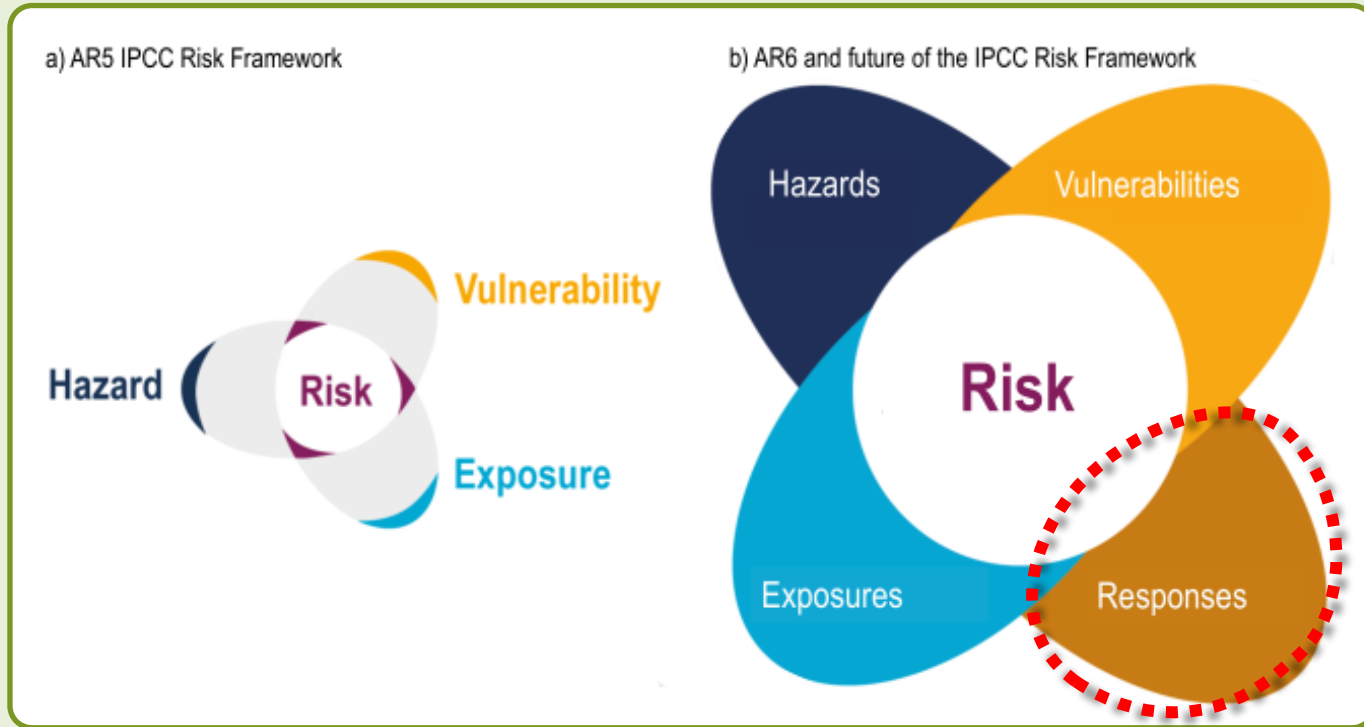 a) AR5 IPCC Risk Framework
Vulnerability
Hazard
Risk
Exposure
b) AR6 and future of the IPCC Risk Framework
Hazards
Vulnerabilities
Risk
Exposures
Responses